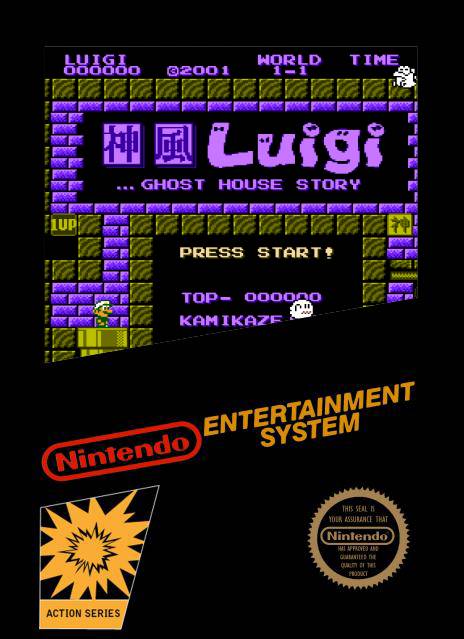 LUIGI WORLD TIME
000000 ©2001 1-1
神風 Luigi
...GHOST HOUSE STORY
1UP
神
PRESS START!
TOP- 000000
KAMIKAZE
Nintendo
ENTERTAINMENT
SYSTEM
ACTION SERIES
THIS SEAL IS
YOUR ASSURANCE THAT
Nintendo
HAS APPROVED AND
GUARANTEED THE
QUALITY OF THIS
PRODUCT